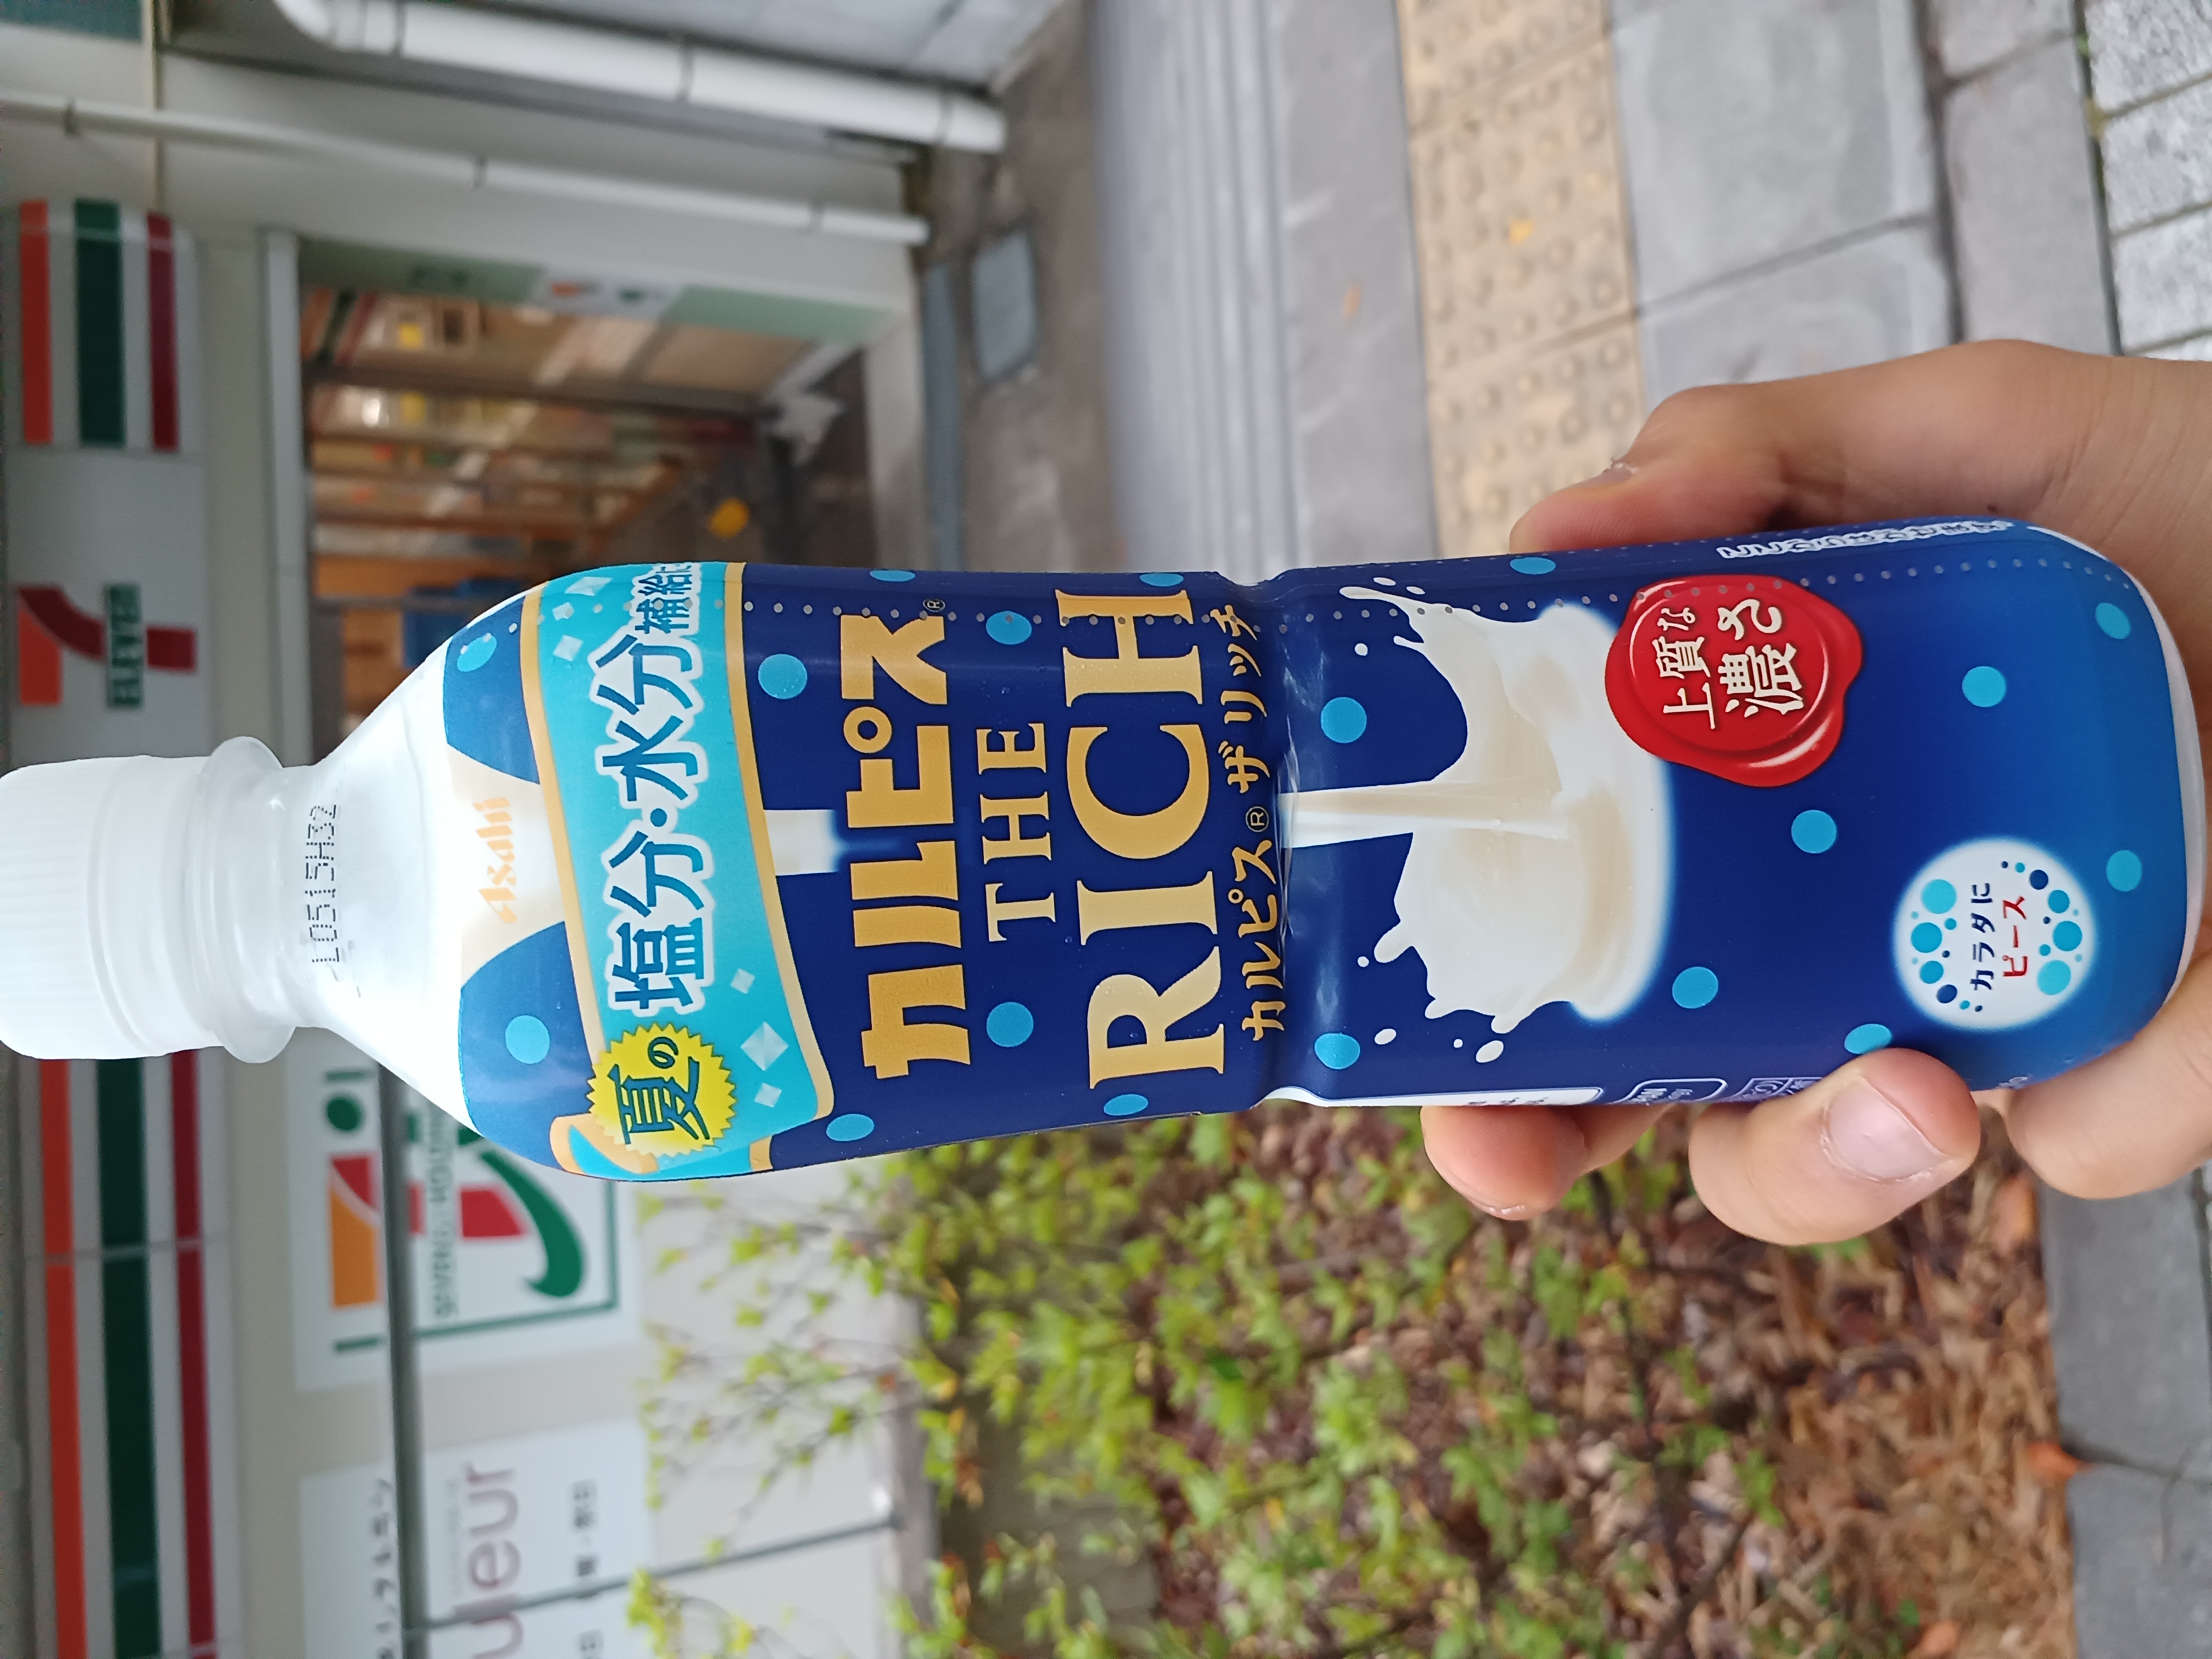 7
ELEVEN
L0515H32
Asahi
夏の
塩分・水分補給に
カルピス®
THE
RICH
カルピス® ザ リッチ
上質な
濃さ
カラダに
ピース
uleur